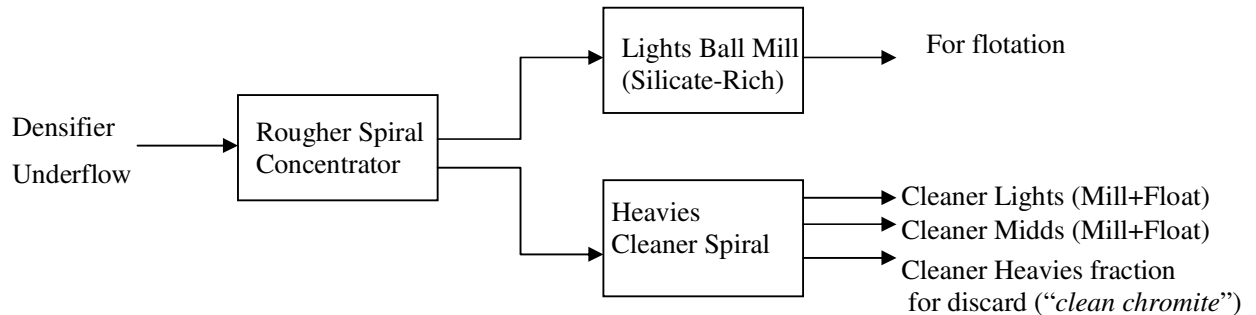 Densifier
Underflow
Rougher Spiral
Concentrator
Lights Ball Mill
(Silicate-Rich)
For flotation
Heavies
Cleaner Spiral
Cleaner Lights (Mill+Float)
Cleaner Midds (Mill+Float)
Cleaner Heavies fraction
for discard (“clean chromite”)